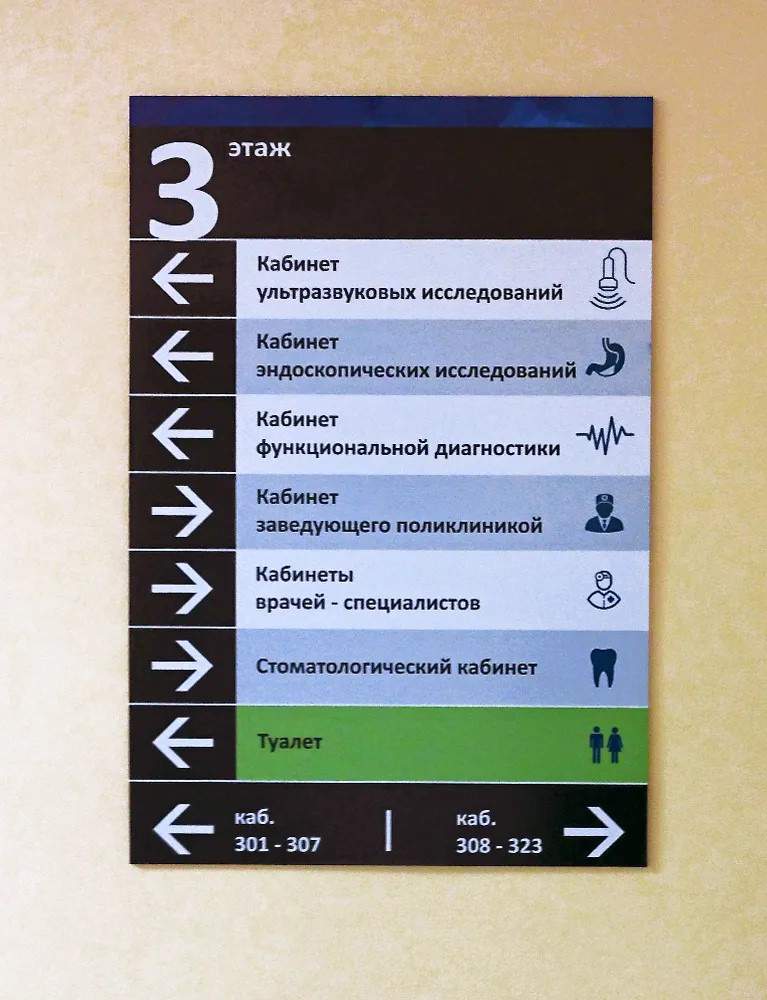 3 этаж
Кабинет
ультразвуковых исследований
Кабинет
эндоскопических исследований
Кабинет
функциональной диагностики
Кабинет
заведующего поликлиникой
Кабинеты
врачей - специалистов
Стоматологический кабинет
Туалет
каб.
301 - 307
каб.
308 - 323